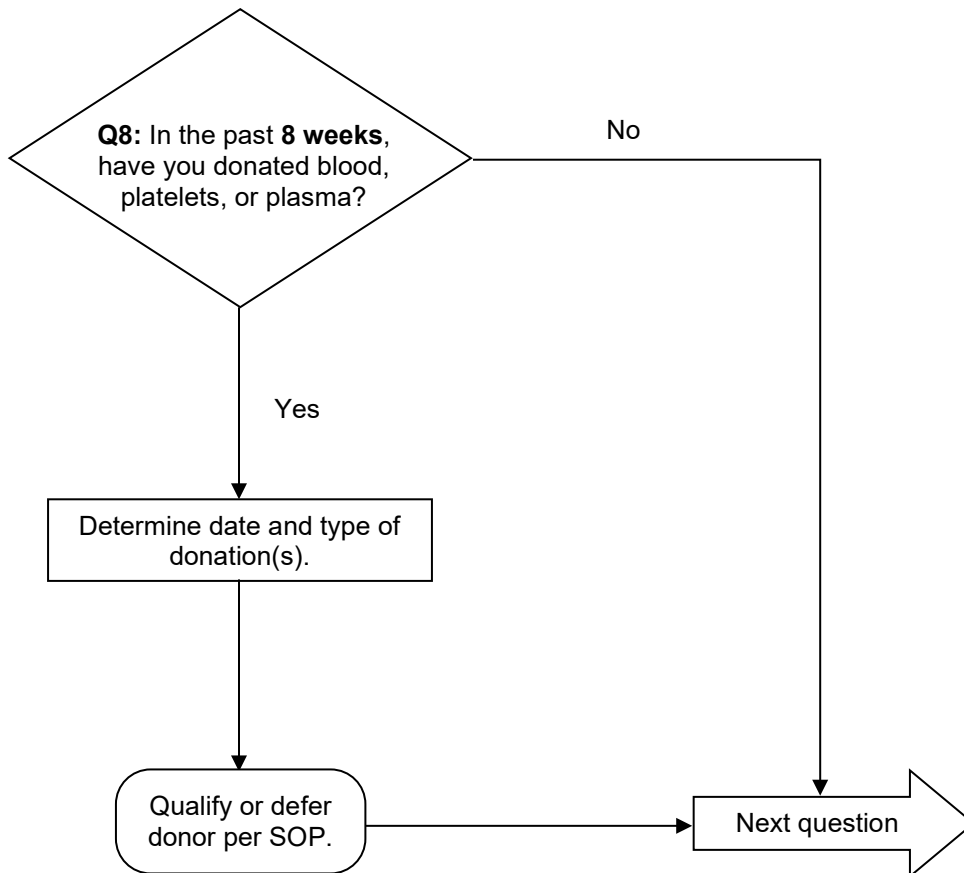 Q8: In the past 8 weeks,
have you donated blood,
platelets, or plasma?
No
Yes
Determine date and type of
donation(s).
Qualify or defer
donor per SOP.
Next question